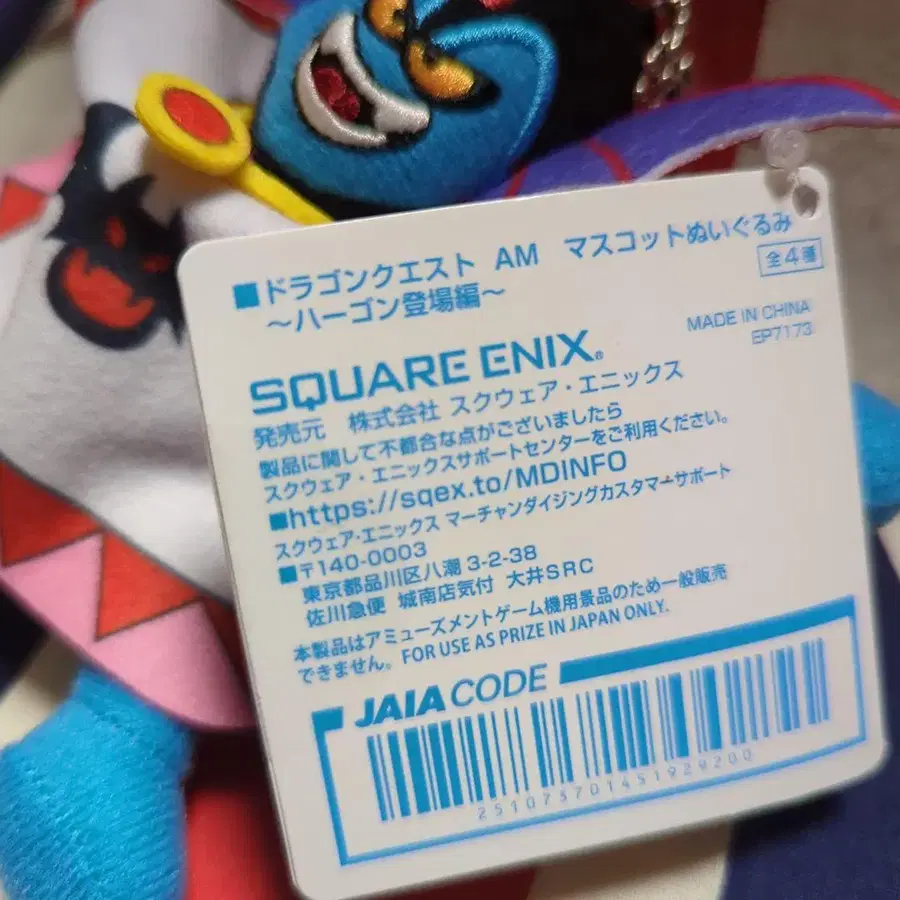 ■ドラゴンクエスト AM マスコットぬいぐるみ
～ハーゴン登場編～
全4種
SQUARE ENIX®
MADE IN CHINA
EP7173
発売元 株式会社 スクウェア・エニックス
製品に関して不都合な点がございましたら
スクウェア・エニックスサポートセンターをご利用ください。
■https://sqex.to/MDINFO
スクウェア・エニックス マーチャンダイジングカスタマーサポート
■〒140-0003
東京都品川区八潮3-2-38
佐川急便 城南店気付 大井SRC
本製品はアミューズメントゲーム機用景品のため一般販売
できません。FOR USE AS PRIZE IN JAPAN ONLY.
JAIA CODE
2510737014519292​00